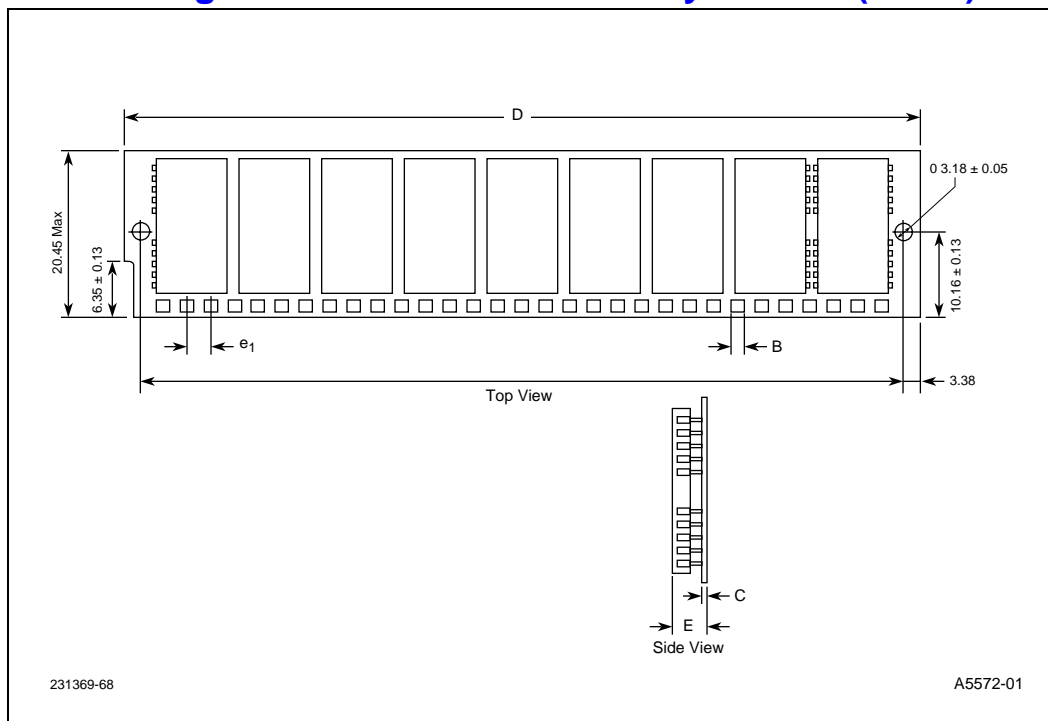 D
0 3.18 ± 0.05
20.45 Max
6.35 ± 0.13
10.16 ± 0.13
e1
B
3.38
Top View
C
E
Side View
231369-68
A5572-01